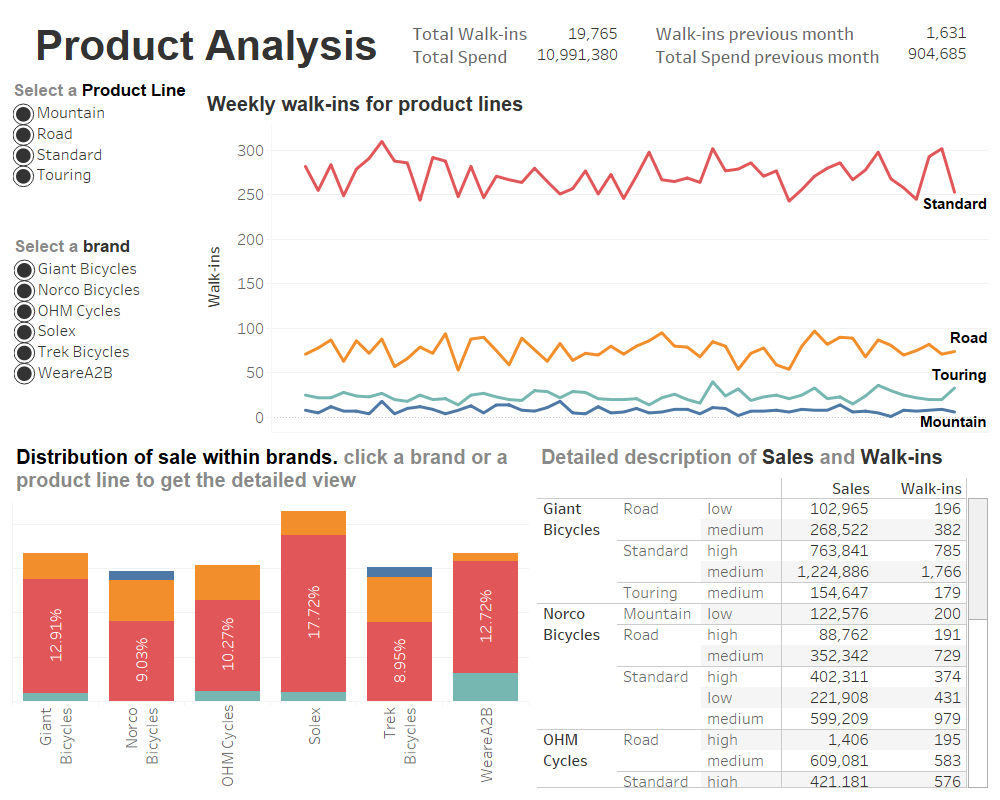 Product Analysis
Total Walk-ins 19,765
Total Spend 10,991,380
Walk-ins previous month 1,631
Total Spend previous month 904,685
Select a Product Line
Mountain
Road
Standard
Touring
Select a brand
Giant Bicycles
Norco Bicycles
OHM Cycles
Solex
Trek Bicycles
WeareA2B
Weekly walk-ins for product lines
Walk-ins
300
250
200
150
100
50
0
Standard
Road
Touring
Mountain
Distribution of sale within brands. click a brand or a
product line to get the detailed view
12.91%
9.03%
10.27%
17.72%
8.95%
12.72%
Giant
Bicycles
Norco
Bicycles
OHM Cycles
Solex
Trek
Bicycles
WeareA2B
Detailed description of Sales and Walk-ins
Sales Walk-ins
Giant Road low 102,965 196
Bicycles medium 268,522 382
Standard high 763,841 785
medium 1,224,886 1,766
Touring medium 154,647 179
Norco Mountain low 122,576 200
Bicycles Road high 88,762 191
medium 352,342 729
Standard high 402,311 374
low 221,908 431
medium 599,209 979
OHM Road high 1,406 195
Cycles medium 609,081 583
Standard high 421,181 576